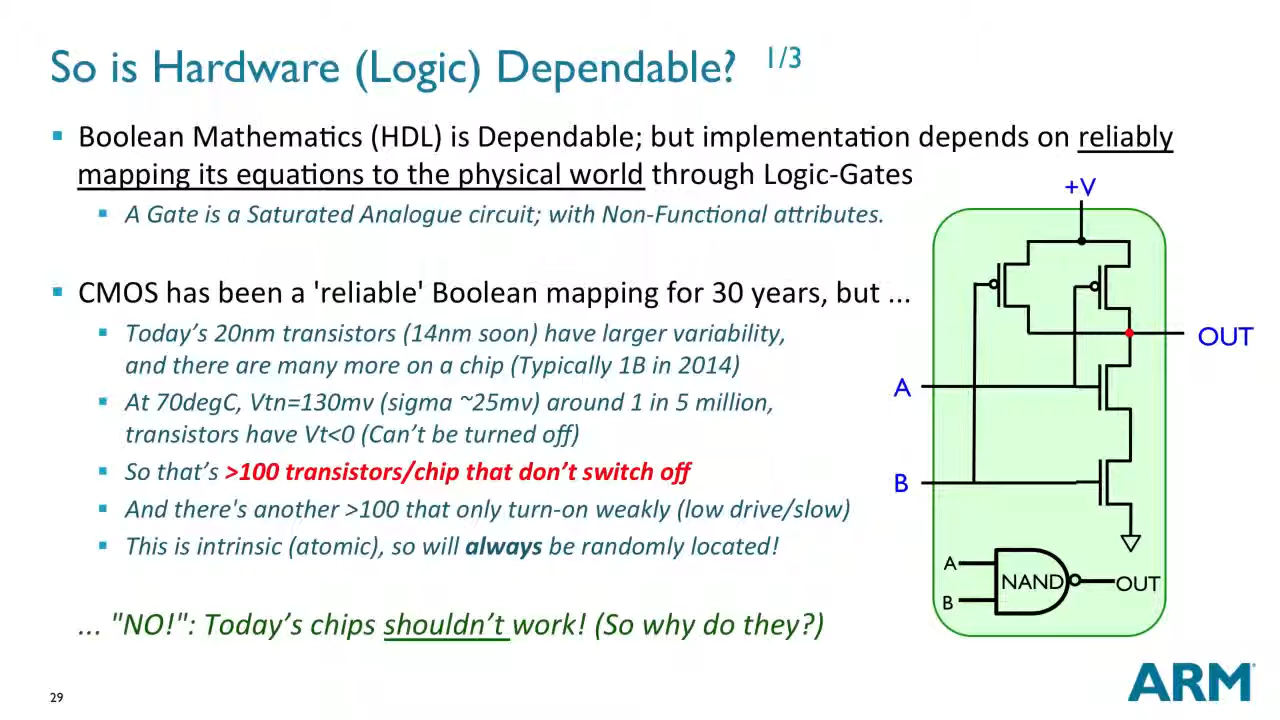 So is Hardware (Logic) Dependable? 1/3
Boolean Mathematics (HDL) is Dependable; but implementation depends on reliably
mapping its equations to the physical world through Logic-Gates
A Gate is a Saturated Analogue circuit; with Non-Functional attributes.
CMOS has been a 'reliable' Boolean mapping for 30 years, but ...
Today's 20nm transistors (14nm soon) have larger variability,
and there are many more on a chip (Typically 1B in 2014)
At 70degC, Vtn=130mv (sigma ~25mv) around 1 in 5 million,
transistors have Vt<0 (Can't be turned off)
So that's >100 transistors/chip that don't switch off
And there's another >100 that only turn-on weakly (low drive/slow)
This is intrinsic (atomic), so will always be randomly located!
... "NO!": Today's chips shouldn't work! (So why do they?)
+V
OUT
A
B
A
NAND
OUT
B
29
ARM